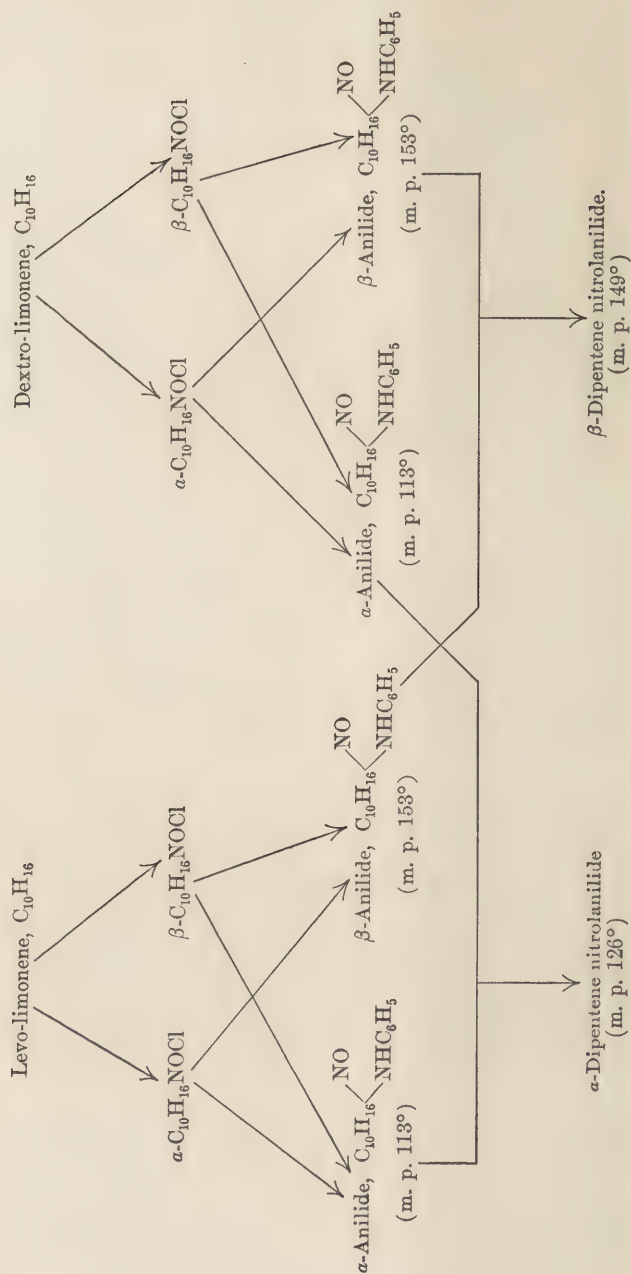 Levo-limonene, C₁₀H₁₆
Dextro-limonene, C₁₀H₁₆
α-C₁₀H₁₆NOCl
β-C₁₀H₁₆NOCl
α-C₁₀H₁₆NOCl
β-C₁₀H₁₆NOCl
NO
α-Anilide, C₁₀H₁₆
NHC₆H₅
(m. p. 113°)
NO
β-Anilide, C₁₀H₁₆
NHC₆H₅
(m. p. 153°)
NO
α-Anilide, C₁₀H₁₆
NHC₆H₅
(m. p. 113°)
NO
β-Anilide, C₁₀H₁₆
NHC₆H₅
(m. p. 153°)
α-Dipentene nitrolanilide
(m. p. 126°)
β-Dipentene nitrolanilide.
(m. p. 149°)